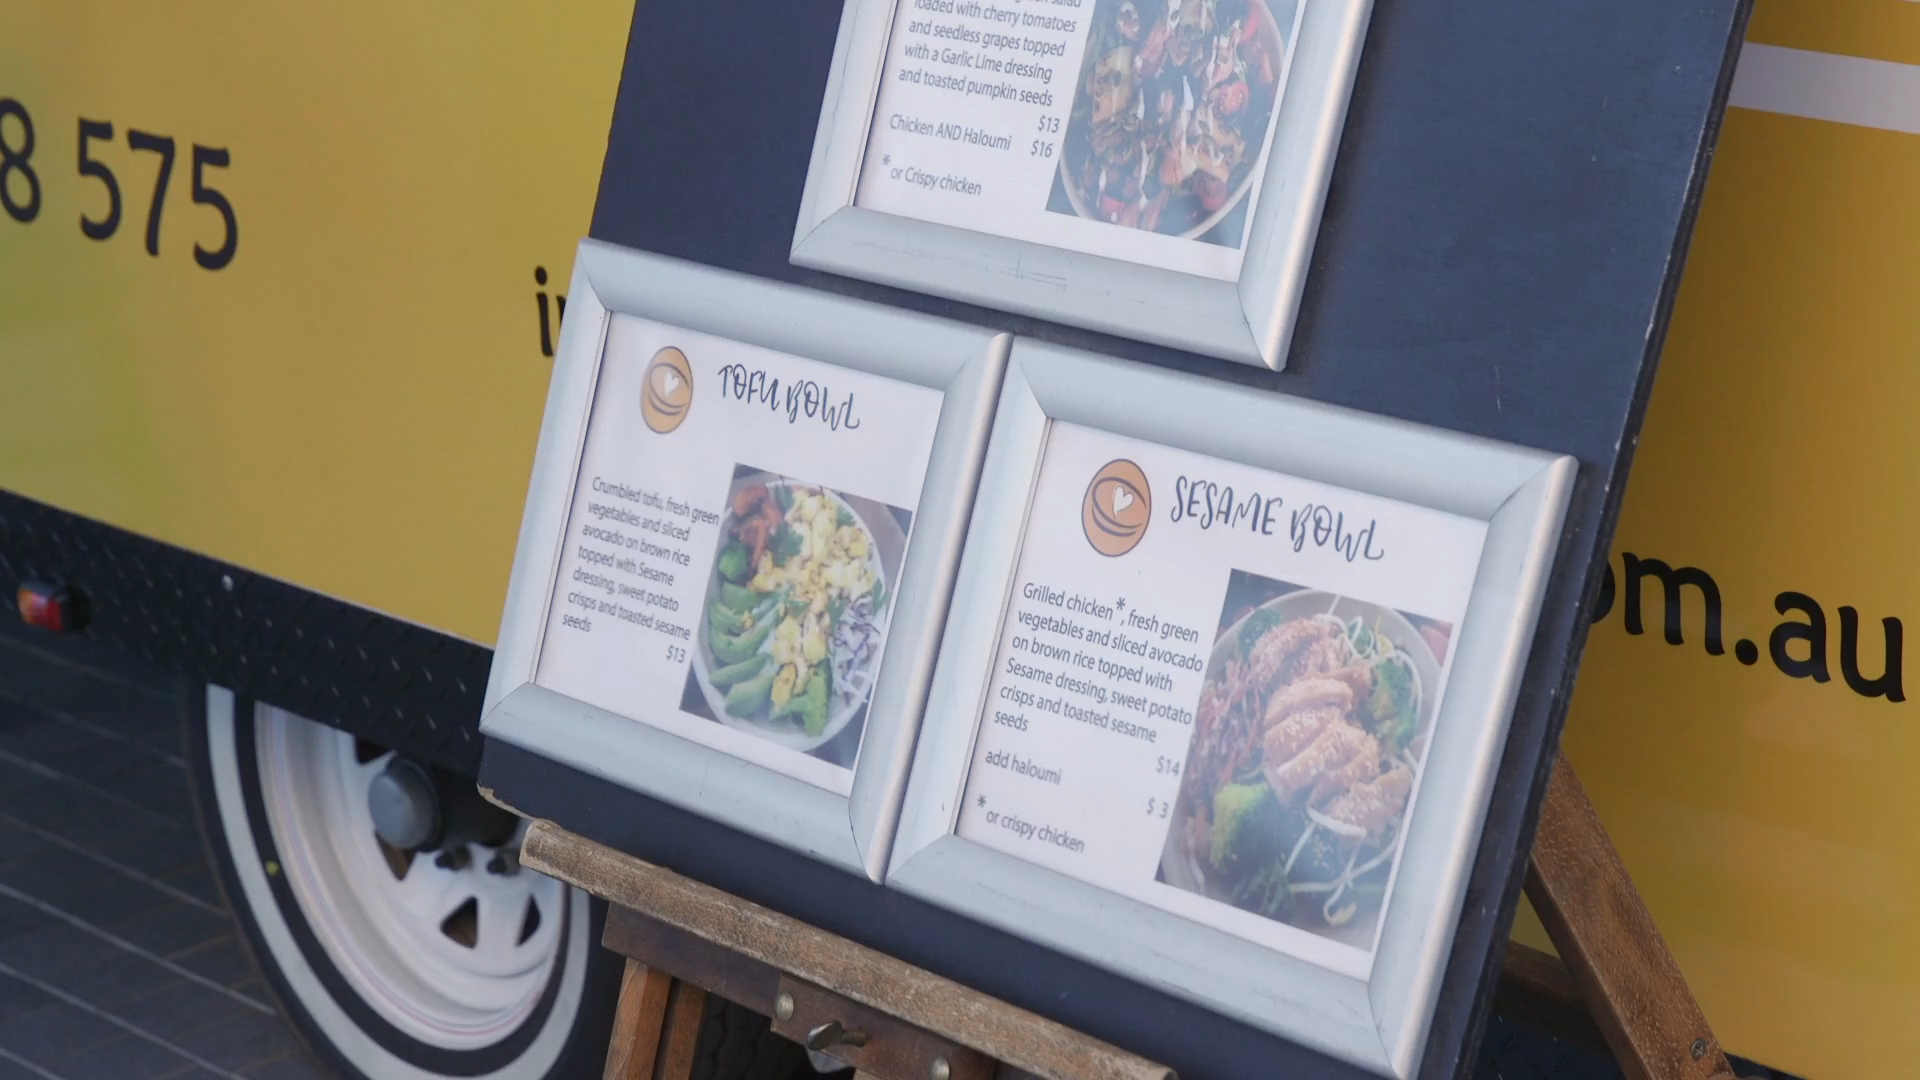 loaded with cherry tomatoes
and seedless grapes topped
with a Garlic Lime dressing
and toasted pumpkin seeds
$13
Chicken AND Haloumi $16
*or Crispy chicken
8 575
TOFU BOWL
Crumbled tofu, fresh green
vegetables and sliced
avocado on brown rice
topped with Sesame
dressing, sweet potato
crisps and toasted sesame
seeds
$13
SESAME BOWL
Grilled chicken*, fresh green
vegetables and sliced avocado
on brown rice topped with
Sesame dressing, sweet potato
crisps and toasted sesame
seeds
$14
add haloumi $ 3
*or crispy chicken
om.au